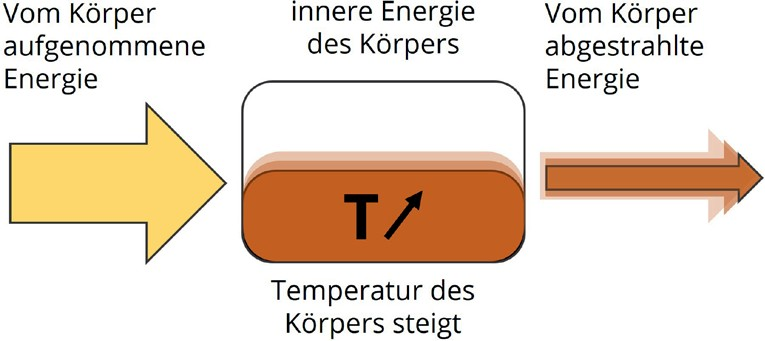 Vom Körper
aufgenommene
Energie
innere Energie
des Körpers
Vom Körper
abgestrahlte
Energie
T
Temperatur des
Körpers steigt